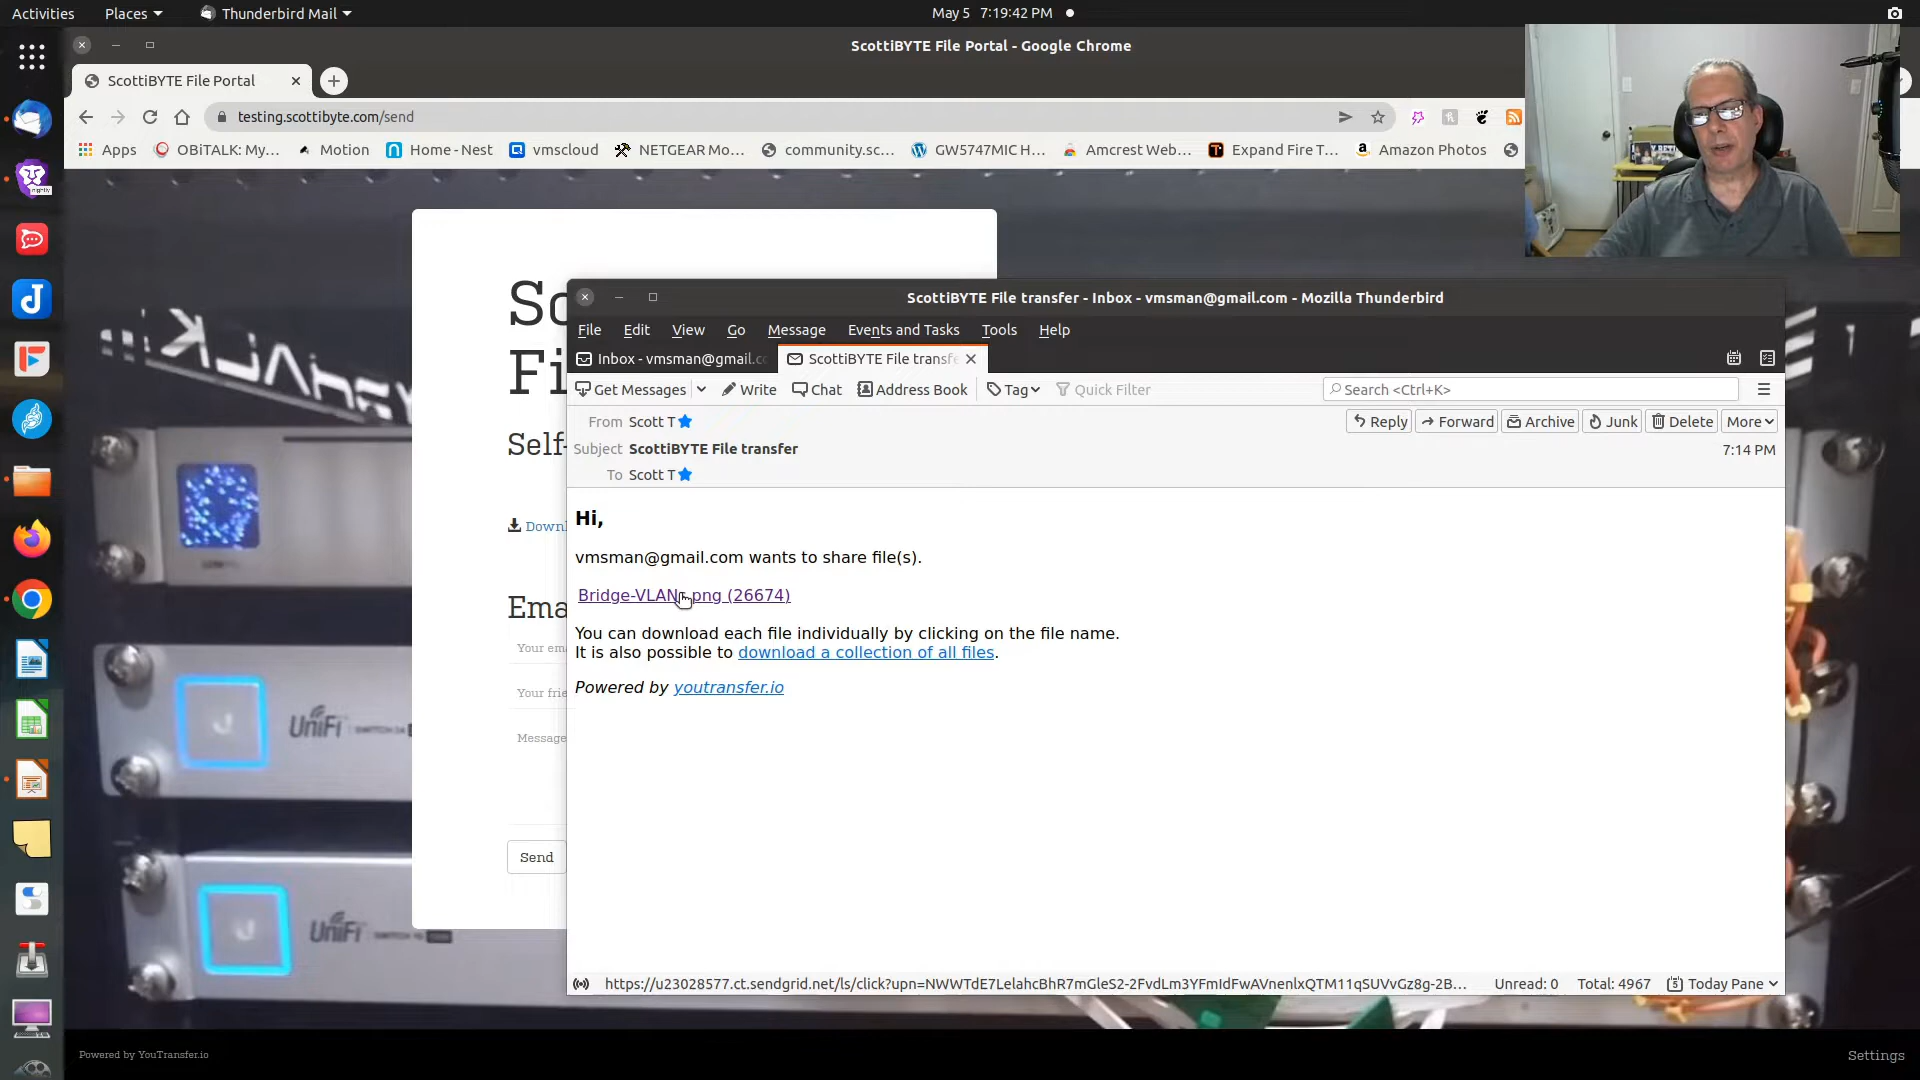 Activities Places Thunderbird Mail May 5 7:19:42 PM
ScottiBYTE File Portal - Google Chrome
ScottiBYTE File Portal
testing.scottibyte.com/send
Apps OBiTALK: My... Motion Home - Nest vmscloud NETGEAR Mo... community.sc... GW5747MIC H... Amcrest Web... Expand Fire T... Amazon Photos
nightly
Sc
Fi
Self-
Downl
Ema
Your em
Your frie
Message
Send
ScottiBYTE File transfer - Inbox - vmsman@gmail.com - Mozilla Thunderbird
File Edit View Go Message Events and Tasks Tools Help
Inbox - vmsman@gmail.c ScottiBYTE File transf
Get Messages Write Chat Address Book Tag Quick Filter Search <Ctrl+K>
From Scott T Reply Forward Archive Junk Delete More
Subject ScottiBYTE File transfer 7:14 PM
To Scott T
Hi,
vmsman@gmail.com wants to share file(s).
Bridge-VLAN png (26674)
You can download each file individually by clicking on the file name.
It is also possible to download a collection of all files.
Powered by youtransfer.io
https://u23028577.ct.sendgrid.net/ls/click?upn=NWWTdE7LelahcBhR7mGleS2-2FvdLm3YFmIdFwAVnenlxQTM11qSUVvGz8g-2B... Unread: 0 Total: 4967 Today Pane
UniFi
UniFi
Powered by YouTransfer.io Settings